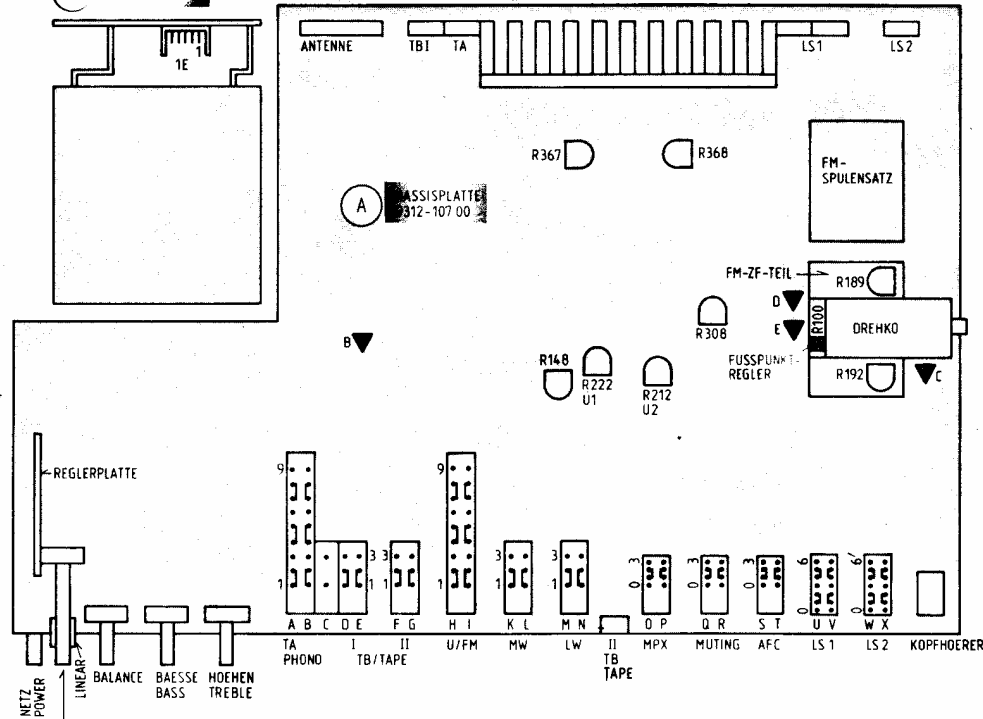 1
1E
ANTENNE
TBI TA
LS1
LS2
R367
R368
FM-
SPULENSATZ
A
ASSISPLATTE
312-107 00
FM-ZF-TEIL
R189
D
E
R100
DREHKO
R308
B
FUSSPUNKT-
REGLER
R148
R222
U1
R212
U2
R192
C
REGLERPLATTE
9
9
1
3 3
1 1
1
3
1
3
1
3
0
3
0
3
0
6
0
6
0
A B C D E F G H I K L M N O P Q R S T U V W X
TA
PHONO
I II
TB/TAPE
U/FM
MW
LW
II
TB
TAPE
MPX
MUTING
AFC
LS1
LS2
KOPFHOERER
NETZ
POWER
LINEAR
BALANCE
BAESSE
BASS
HOEHEN
TREBLE